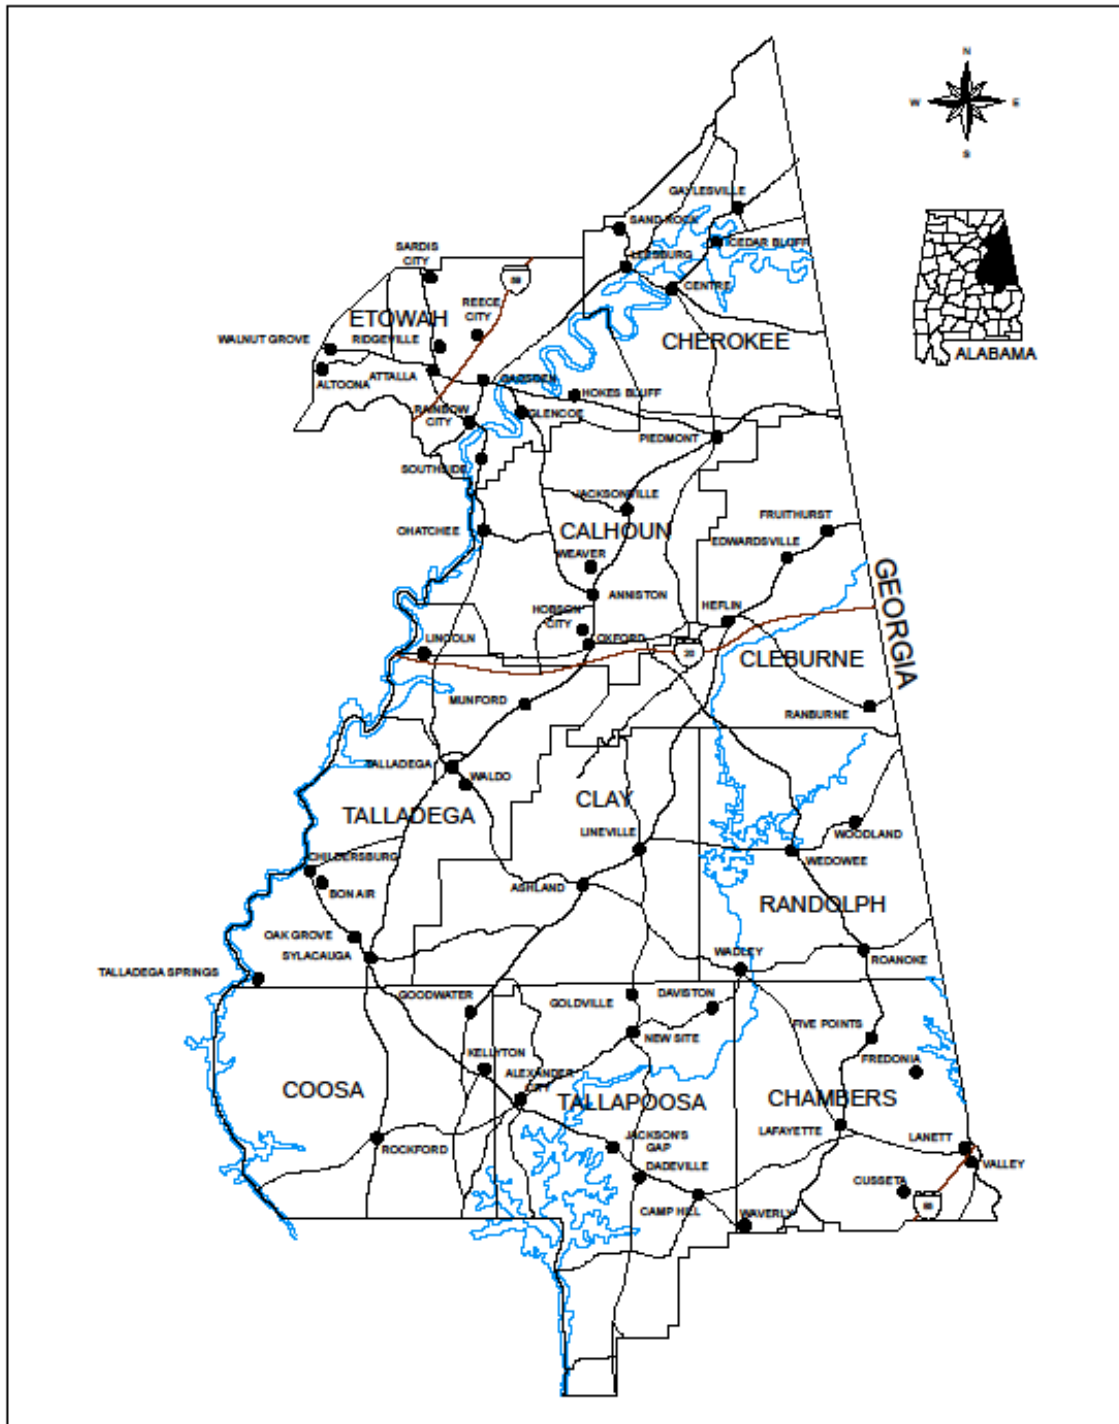 N
W
E
S
GAYLESVILLE
SAND ROCK
CEDAR BLUFF
SARDIS
CITY
LEESBURG
CENTRE
REECE
CITY
ETOWAH
CHEROKEE
WALNUT GROVE
RIDGEVILLE
ALABAMA
ALTOONA
ATTALLA
GADSDEN
HOKES BLUFF
RAINBOW
CITY
GLENCOE
PIEDMONT
SOUTHSIDE
JACKSONVILLE
FRUITHURST
OHATCHEE
CALHOUN
EDWARDSVILLE
WEAVER
GEORGIA
ANNISTON
HEFLIN
HOBSON
CITY
LINCOLN
OXFORD
20
CLEBURNE
MUNFORD
RANBURNE
TALLADEGA
WALDO
CLAY
TALLADEGA
LINEVILLE
WOODLAND
CHILDERSBURG
WEDOWEE
BON AIR
ASHLAND
RANDOLPH
OAK GROVE
SYLACAUGA
WADLEY
ROANOKE
TALLADEGA SPRINGS
GOODWATER
GOLDVILLE
DAVISTON
FIVE POINTS
NEW SITE
KELLYTON
FREDONIA
ALEXANDER
CITY
COOSA
TALLAPOOSA
CHAMBERS
LAFAYETTE
ROCKFORD
JACKSON'S
GAP
LANETT
VALLEY
DADEVILLE
CUSSETA
CAMP HILL
WAVERLY